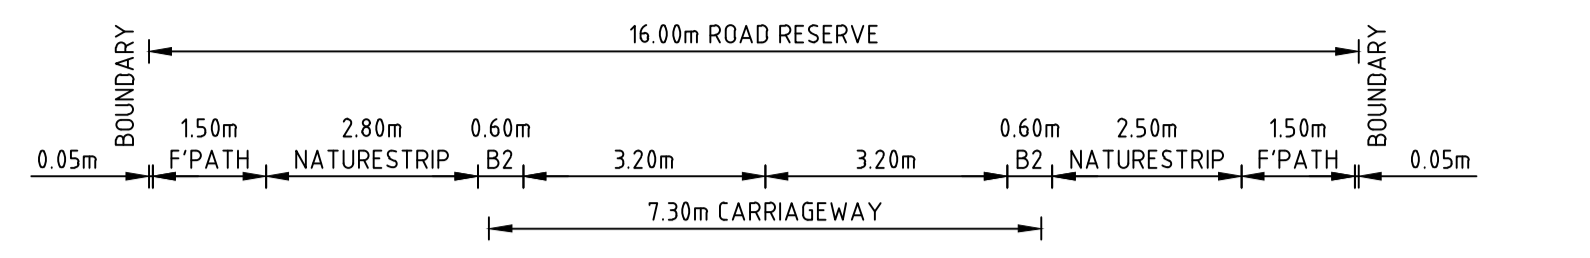 16.00m ROAD RESERVE
BOUNDARY
BOUNDARY
1.50m
2.80m
0.60m
0.60m
2.50m
1.50m
0.05m
F'PATH
NATURESTRIP
B2
3.20m
3.20m
B2
NATURESTRIP
F'PATH
0.05m
7.30m CARRIAGEWAY